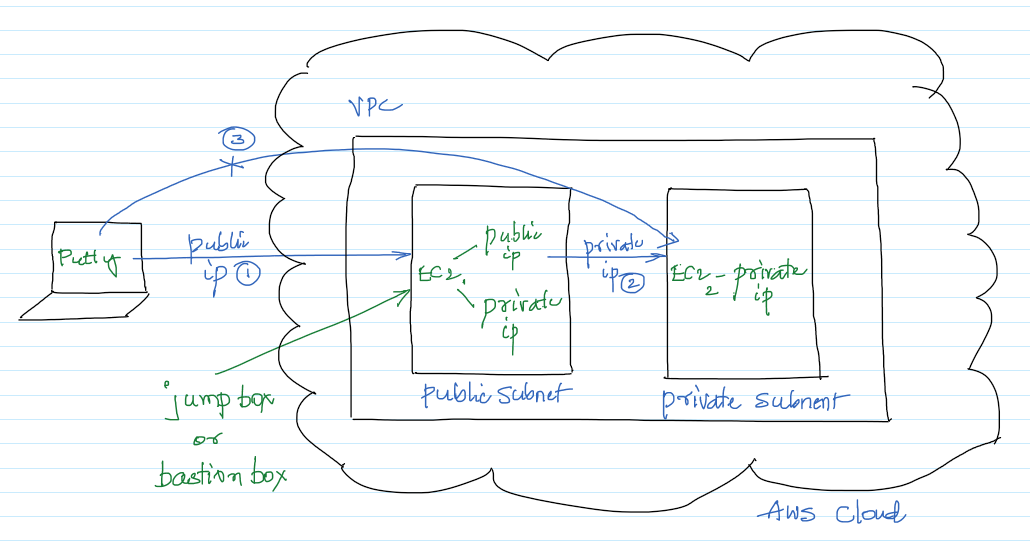 VPC
3
Putty
public
ip 1
EC2
public
ip
private
ip
private
ip 2
EC2 - private
2 ip
public subnet
private subnent
jump box
or
bastion box
AWS Cloud